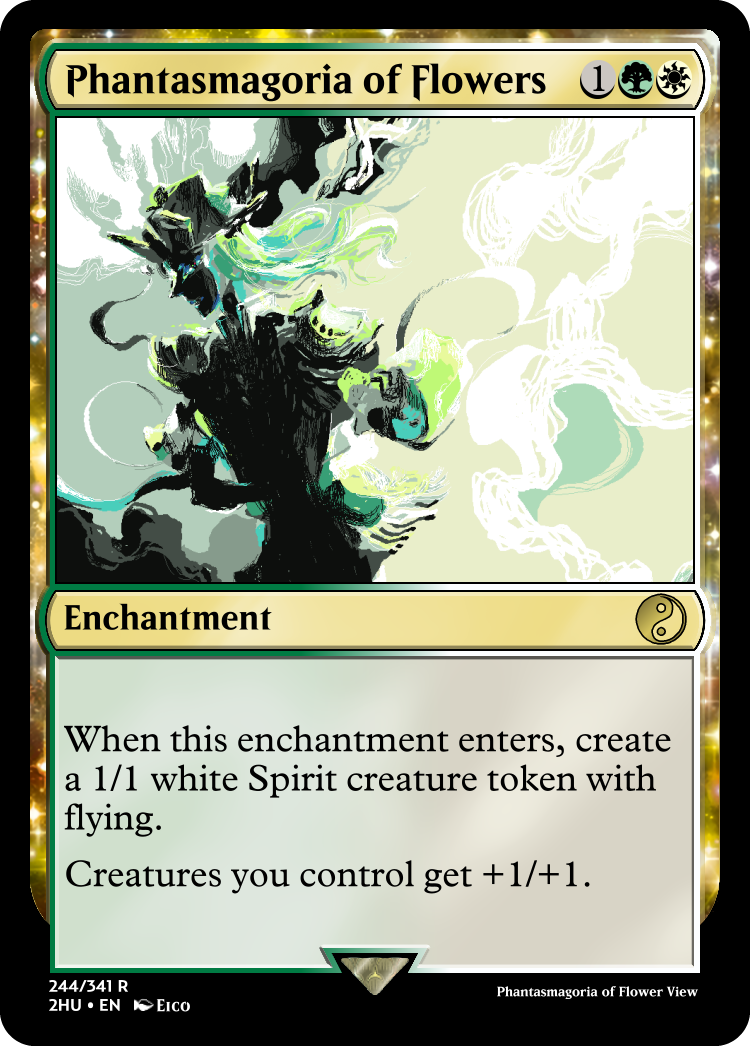 Phantasmagoria of Flowers 1
Enchantment
When this enchantment enters, create
a 1/1 white Spirit creature token with
flying.
Creatures you control get +1/+1.
244/341 R
2HU • EN Eico
Phantasmagoria of Flower View